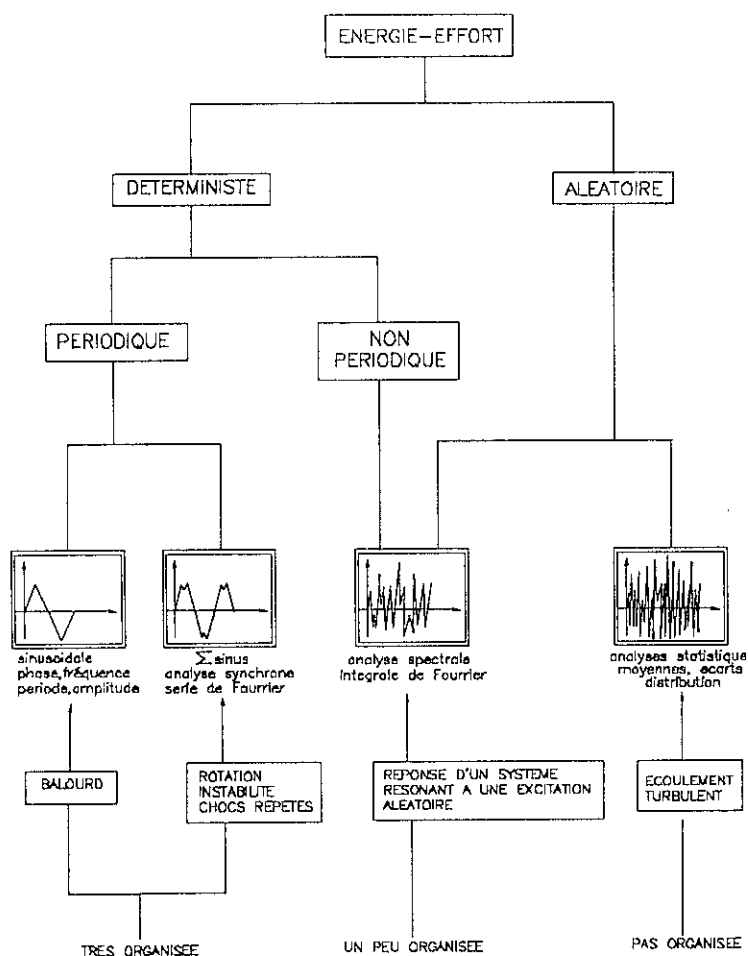 ENERGIE-EFFORT
DETERMINISTE
ALEATOIRE
PERIODIQUE
NON
PERIODIQUE
sinusoidale
phase,fréquence
periode,amplitude
∑ sinus
analyse synchrone
serie de Fourrier
analyse spectrale
integrale de Fourrier
analyses statistique
moyennes, ecarts
distribution
BALOURD
ROTATION
INSTABILITE
CHOCS REPETES
REPONSE D'UN SYSTEME
RESONANT A UNE EXCITATION
ALEATOIRE
ECOULEMENT
TURBULENT
TRES ORGANISEE
UN PEU ORGANISEE
PAS ORGANISEE